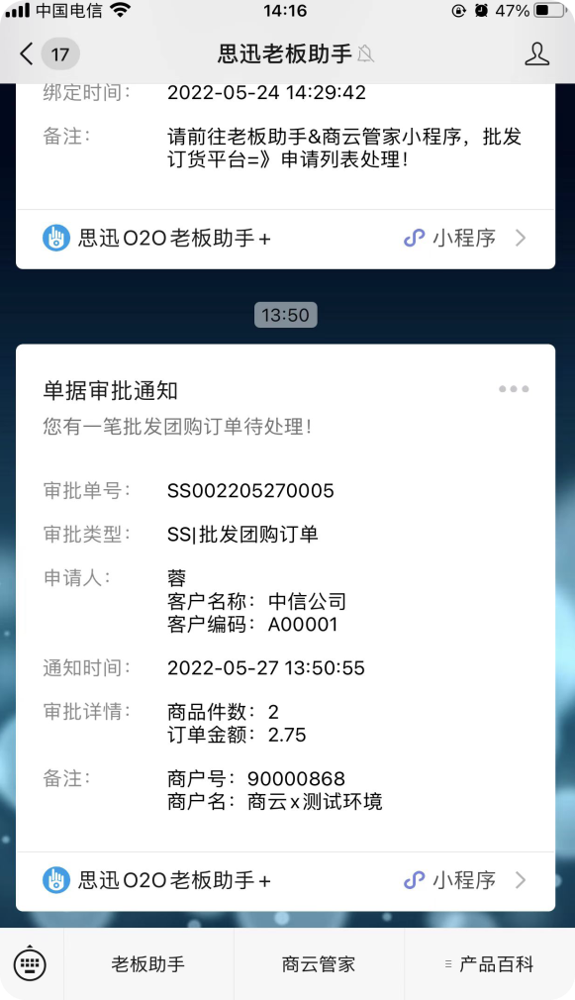 中国电信 14:16 47%
17 思迅老板助手
绑定时间： 2022-05-24 14:29:42
备注： 请前往老板助手&商云管家小程序，批发
订货平台=》申请列表处理！
思迅O2O老板助手+ 小程序
13:50
单据审批通知
您有一笔批发团购订单待处理！
审批单号： SS002205270005
审批类型： SS|批发团购订单
申请人： 蓉
客户名称：中信公司
客户编码：A00001
通知时间： 2022-05-27 13:50:55
审批详情： 商品件数：2
订单金额：2.75
备注： 商户号：90000868
商户名：商云x测试环境
思迅O2O老板助手+ 小程序
老板助手 商云管家 产品百科